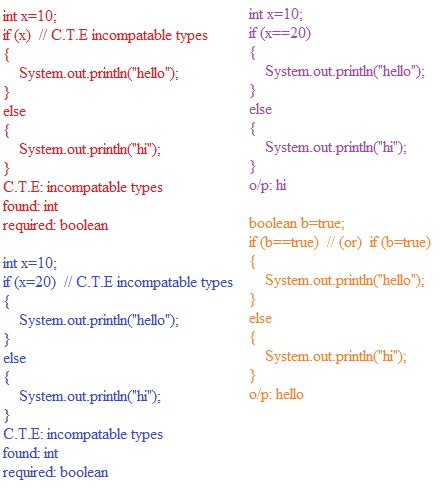 int x=10;
if (x)  // C.T.E incompatable types
{
System.out.println("hello");
}
else
{
System.out.println("hi");
}
C.T.E: incompatable types
found: int
required: boolean
int x=10;
if (x=20)  // C.T.E incompatable types
{
System.out.println("hello");
}
else
{
System.out.println("hi");
}
C.T.E: incompatable types
found: int
required: boolean
int x=10;
if (x==20)
{
System.out.println("hello");
}
else
{
System.out.println("hi");
}
o/p: hi
boolean b=true;
if (b==true)  // (or)  if (b=true)
{
System.out.println("hello");
}
else
{
System.out.println("hi");
}
o/p: hello